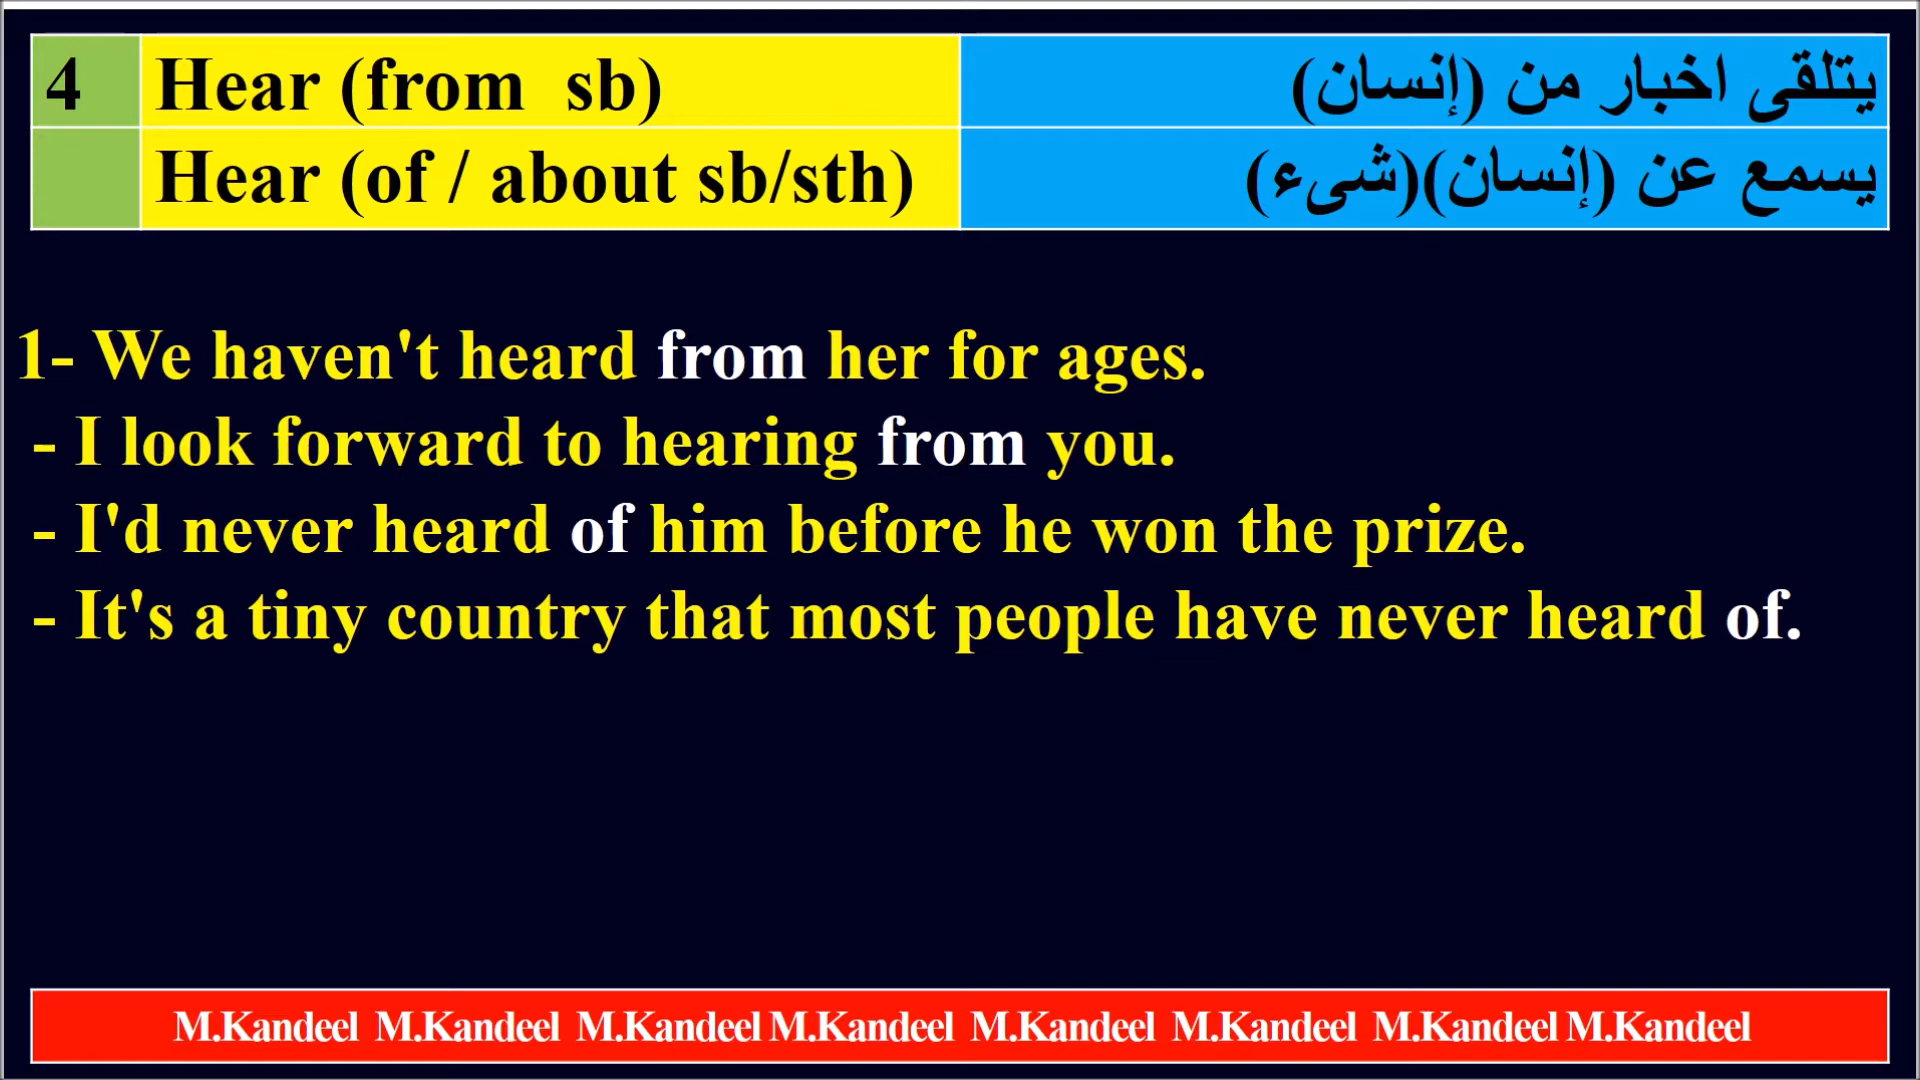 4 Hear (from sb) يتلقى اخبار من (إنسان)
Hear (of / about sb/sth) يسمع عن (إنسان)(شىء)
1- We haven't heard from her for ages.
- I look forward to hearing from you.
- I'd never heard of him before he won the prize.
- It's a tiny country that most people have never heard of.
M.Kandeel M.Kandeel M.Kandeel M.Kandeel M.Kandeel M.Kandeel M.Kandeel M.Kandeel